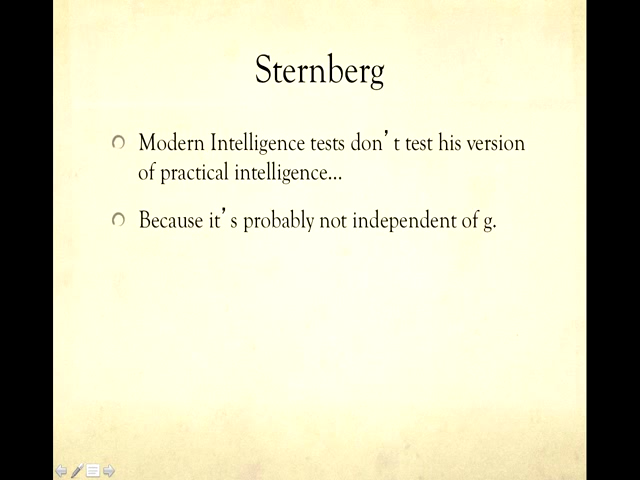 Sternberg
Modern Intelligence tests don’t test his version
of practical intelligence...
Because it’s probably not independent of g.